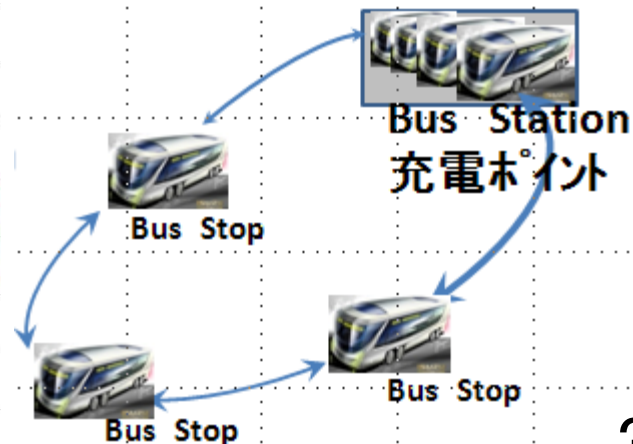 Bus Station
充電ポイント
Bus Stop
Bus Stop
Bus Stop